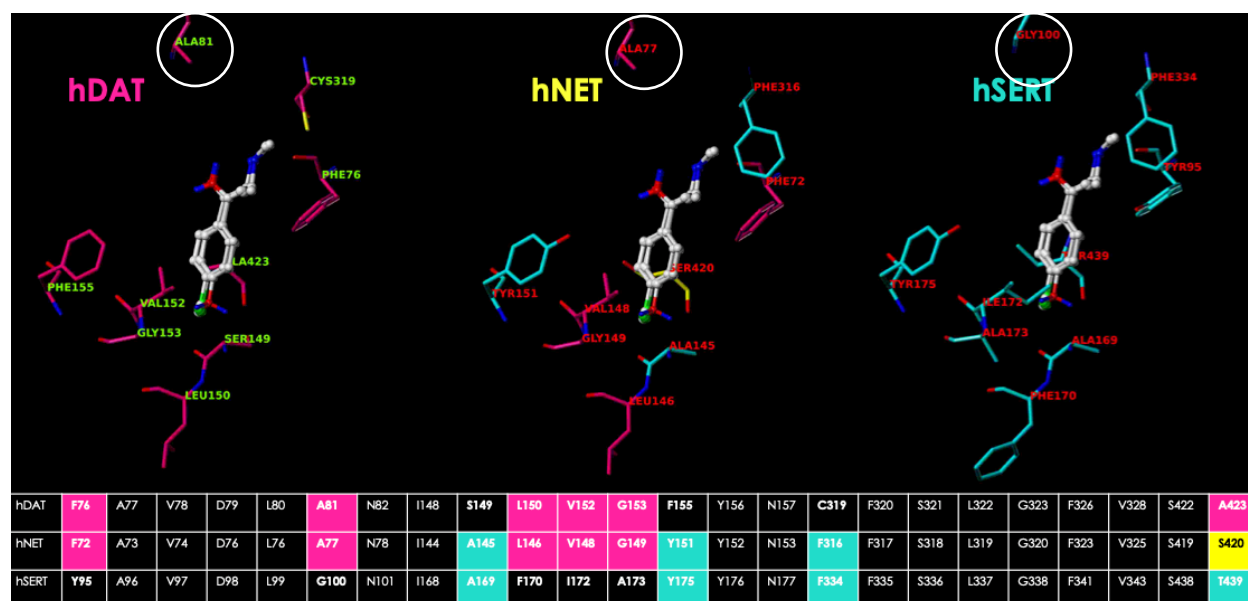 ALA81 ALA77 GLY100
CYS319 PHE316 PHE334
hDAT hNET hSERT
PHE76 PHE72 TYR95
LA423 SER420
PHE155 VAL152 TYR151 VAL148 TYR175 ILE172
GLY153 SER149 GLY149 ALA145 ALA173 ALA169
LEU150 LEU146 PHE170
hDAT F76 A77 V78 D79 L80 A81 N82 I148 S149 L150 V152 G153 F155 Y156 N157 C319 F320 S321 L322 G323 F326 V328 S422 A423
hNET F72 A73 V74 D76 L76 A77 N78 I144 A145 L146 V148 G149 Y151 Y152 N153 F316 F317 S318 L319 G320 F323 V325 S419 S420
hSERT Y95 A96 V97 D98 L99 G100 N101 I168 A169 F170 I172 A173 Y175 Y176 N177 F334 F335 S336 L337 G338 F341 V343 S438 T439